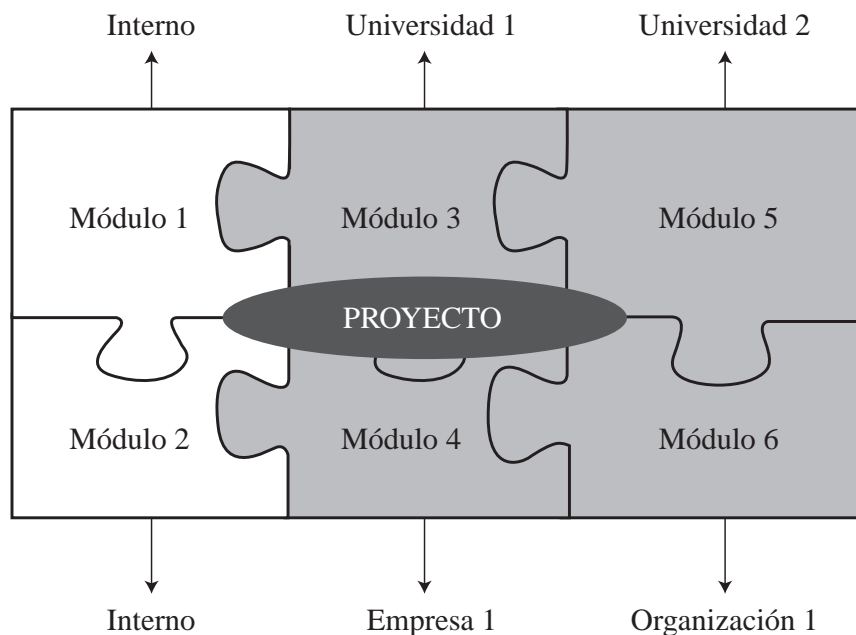 Interno
Universidad 1
Universidad 2
Módulo 1
Módulo 3
Módulo 5
PROYECTO
Módulo 2
Módulo 4
Módulo 6
Interno
Empresa 1
Organización 1